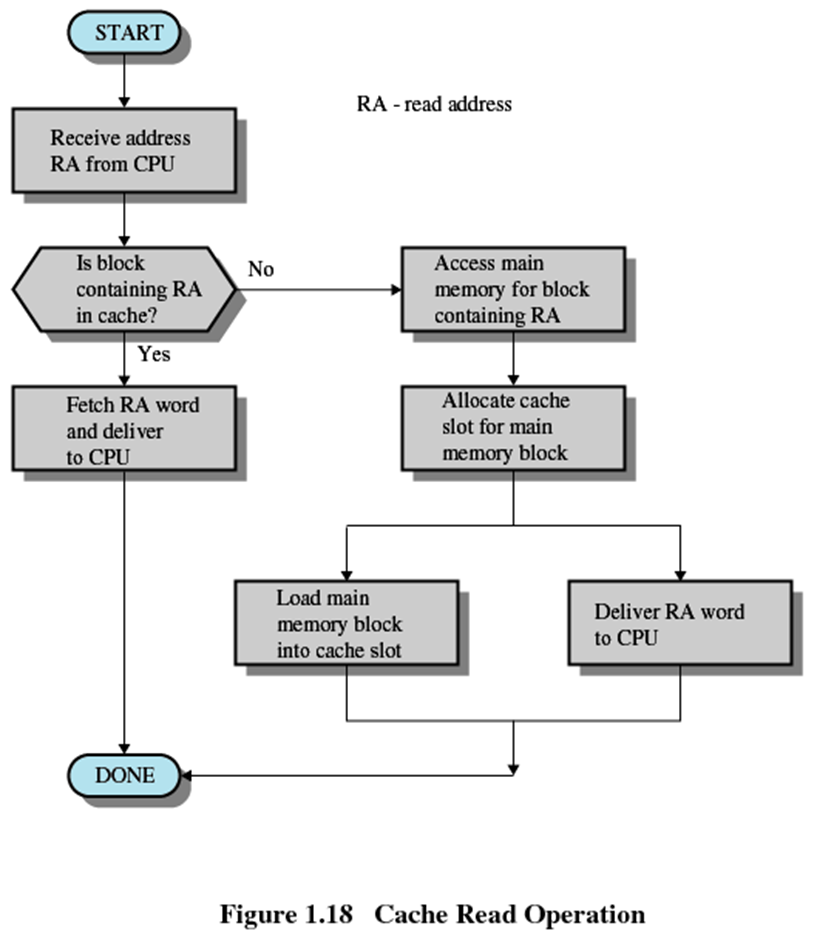 START
RA - read address
Receive address
RA from CPU
Is block
containing RA
in cache?
No
Access main
memory for block
containing RA
Yes
Fetch RA word
and deliver
to CPU
Allocate cache
slot for main
memory block
Load main
memory block
into cache slot
Deliver RA word
to CPU
DONE
Figure 1.18 Cache Read Operation